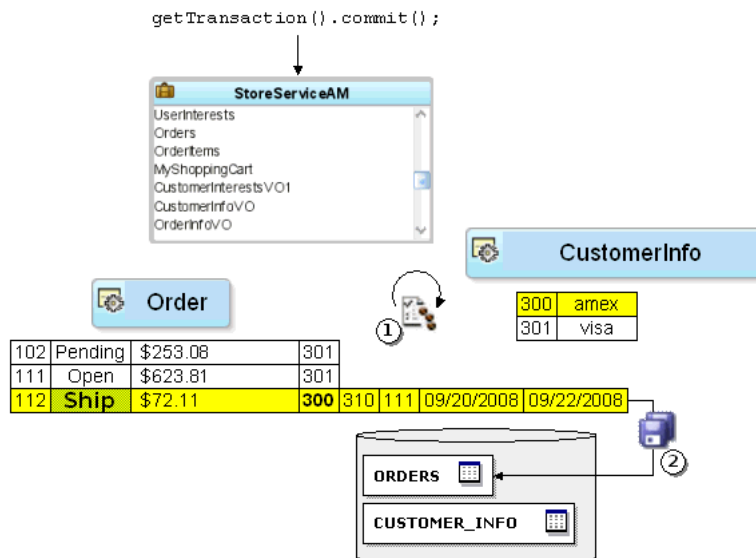 getTransaction().commit();
StoreServiceAM
UserInterests
Orders
OrderItems
MyShoppingCart
CustomerInterestsVO1
CustomerInfoVO
OrderInfoVO
CustomerInfo
Order
300 amex
301 visa
1
102 Pending $253.08 301
111 Open $623.81 301
112 Ship $72.11 300 310 111 09/20/2008 09/22/2008
2
ORDERS
CUSTOMER_INFO